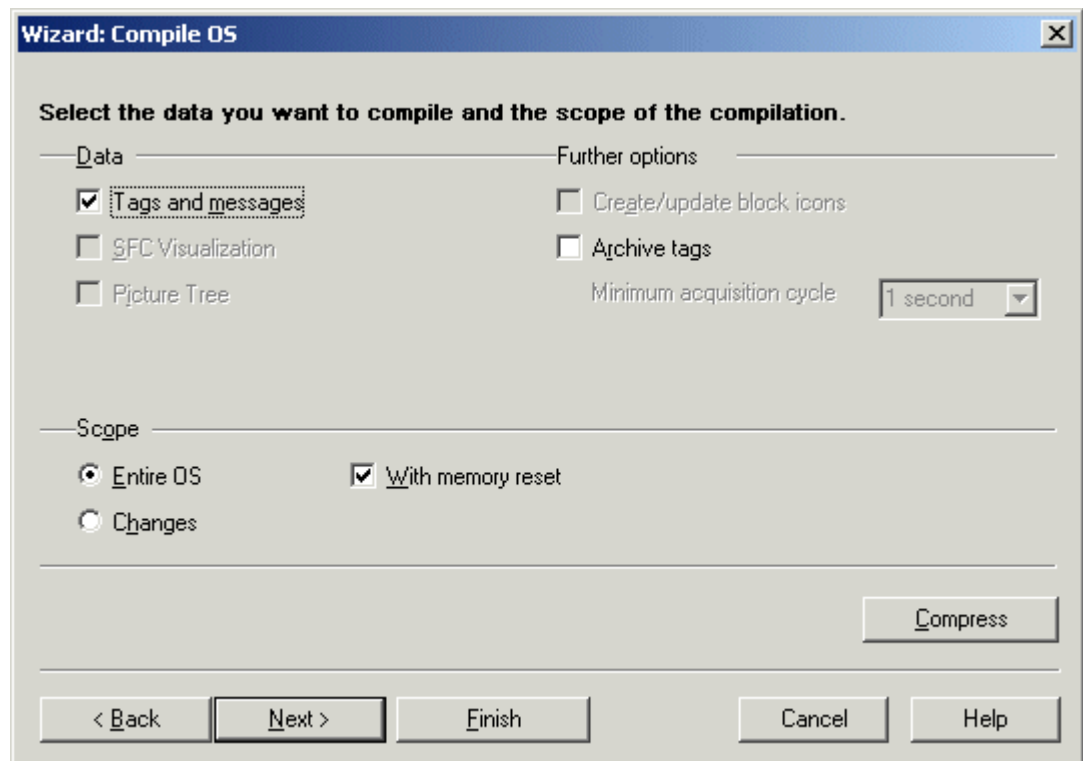 Wizard: Compile OS
Select the data you want to compile and the scope of the compilation.
Data
Further options
Tags and messages
Create/update block icons
SFC Visualization
Archive tags
Picture Tree
Minimum acquisition cycle
1 second
Scope
Entire OS
With memory reset
Changes
Compress
< Back
Next >
Finish
Cancel
Help